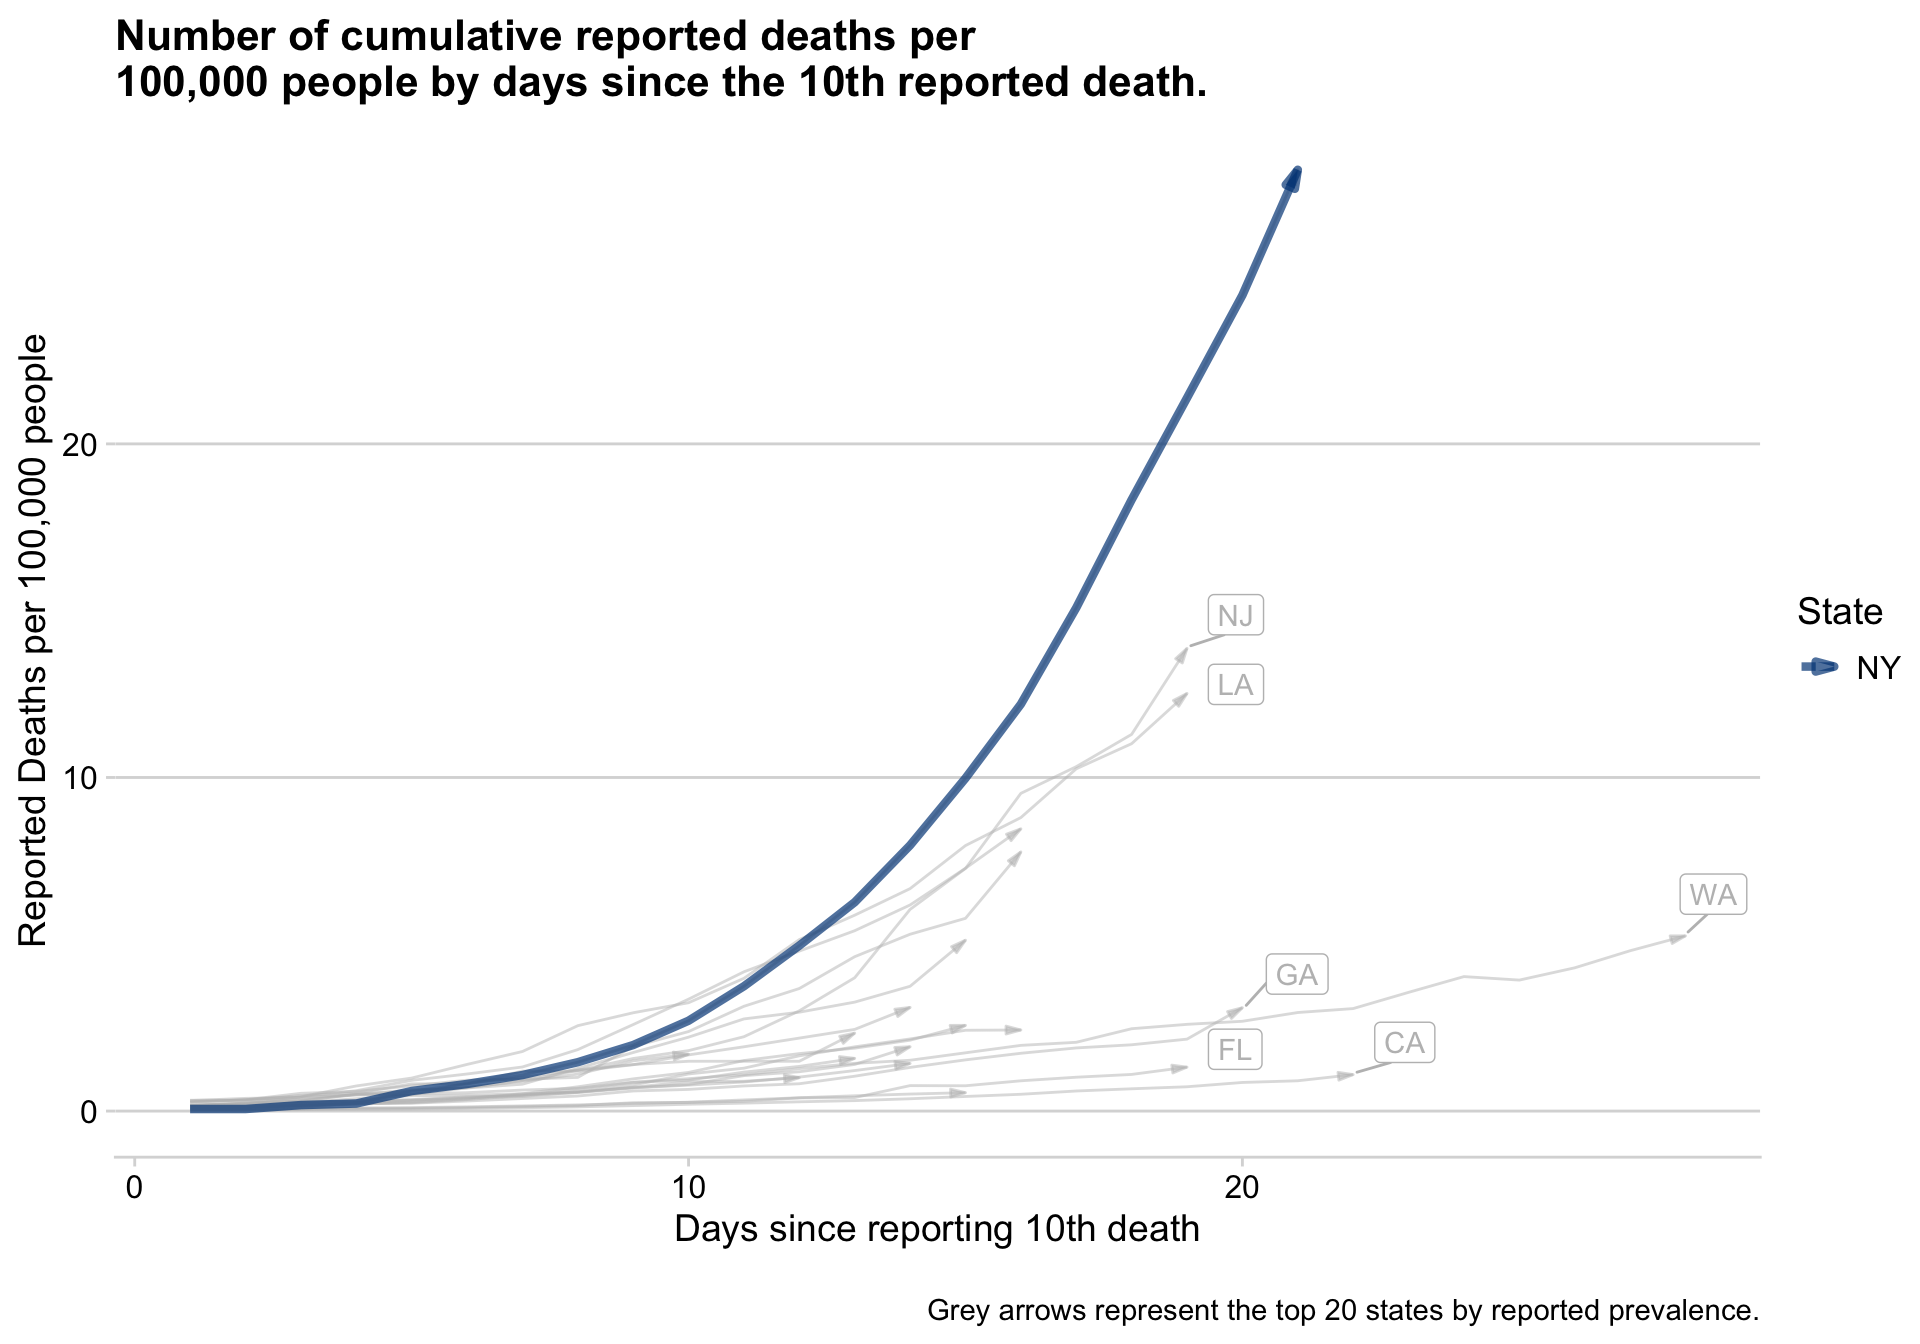 Number of cumulative reported deaths per
100,000 people by days since the 10th reported death.
Reported Deaths per 100,000 people
20
10
0
NJ
LA
WA
GA
FL
CA
State
NY
0
10
20
Days since reporting 10th death
Grey arrows represent the top 20 states by reported prevalence.